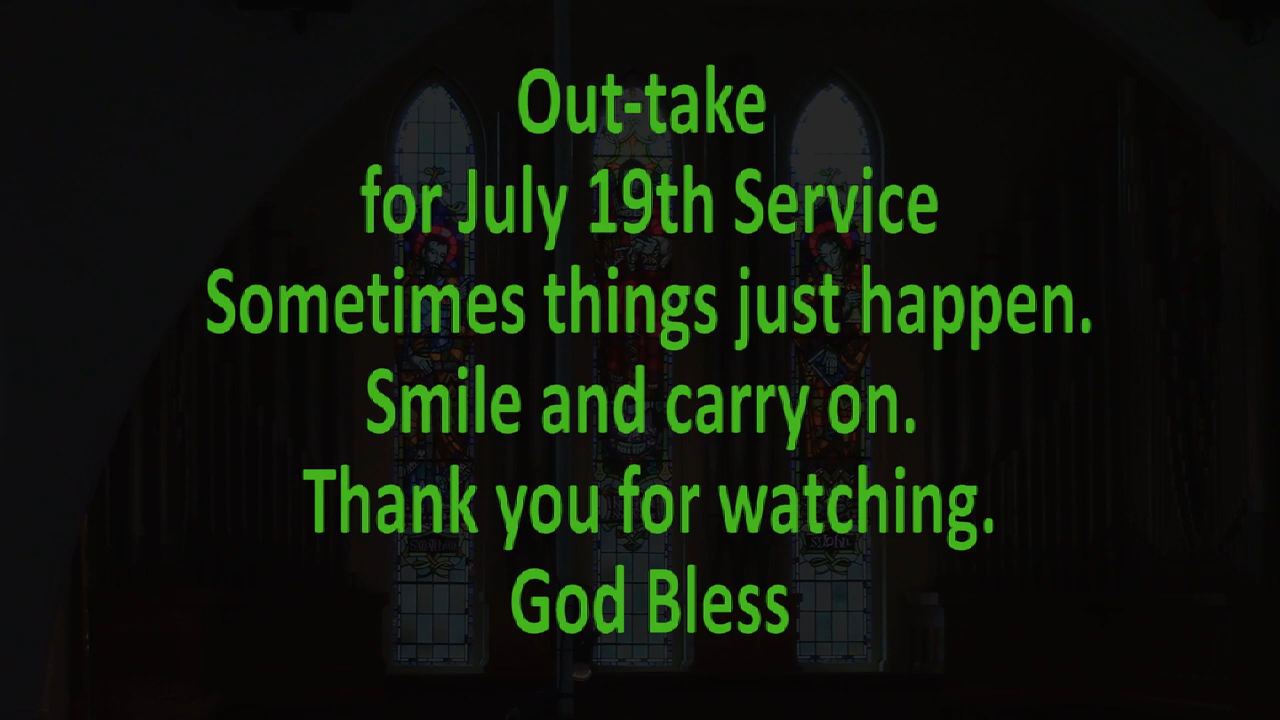 Out-take
for July 19th Service
Sometimes things just happen.
Smile and carry on.
Thank you for watching.
God Bless